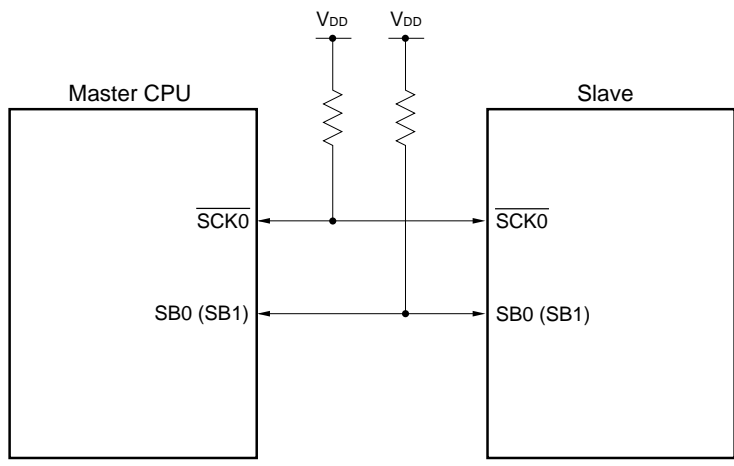 VDD VDD
Master CPU Slave
SCK0 SCK0
SB0 (SB1) SB0 (SB1)